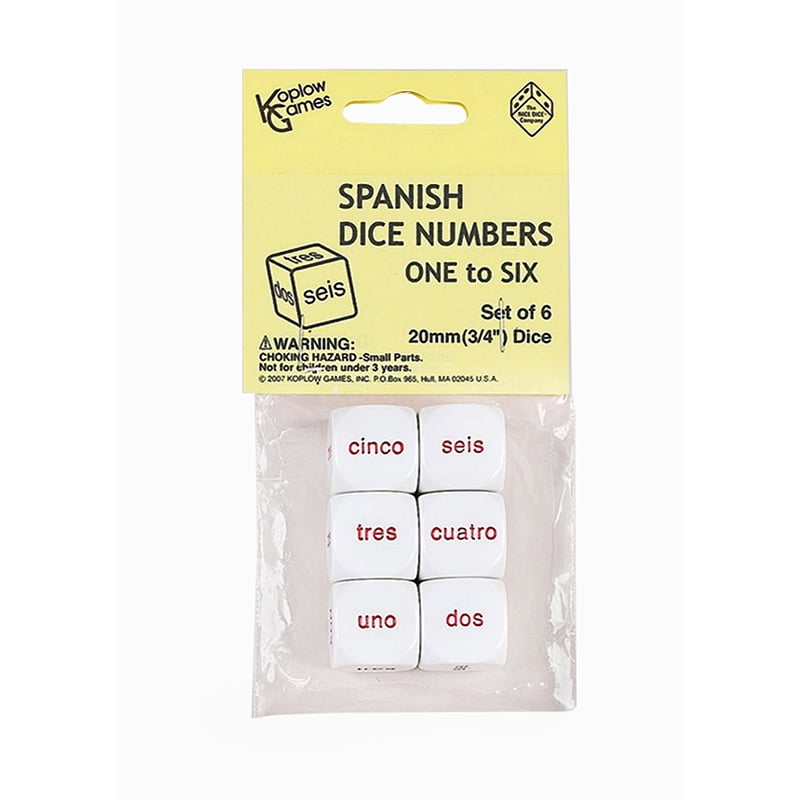 Koplow
Games
The
NICE DICE
Company
SPANISH
DICE NUMBERS
ONE to SIX
tres
dos
seis
Set of 6
20mm(3/4") Dice
⚠WARNING:
CHOKING HAZARD -Small Parts.
Not for children under 3 years.
© 2007 KOPLOW GAMES, INC. P.O.Box 965, Hull, MA 02045 U.S.A.
cinco
seis
tres
cuatro
uno
dos
tres